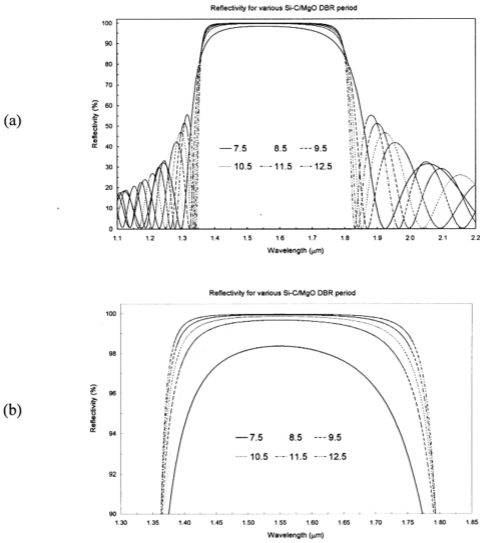 Reflectivity for various Si-C/MgO DBR period
(a)
Reflectivity (%)
100
90
80
70
60
50
40
30
20
10
0
7.5 8.5 9.5
10.5 11.5 12.5
1.1 1.2 1.3 1.4 1.5 1.6 1.7 1.8 1.9 2.0 2.1 2.2
Wavelength (μm)
Reflectivity for various Si-C/MgO DBR period
(b)
Reflectivity (%)
100
98
96
94
92
90
7.5 8.5 9.5
10.5 11.5 12.5
1.30 1.35 1.40 1.45 1.50 1.55 1.60 1.65 1.70 1.75 1.80 1.85
Wavelength (μm)